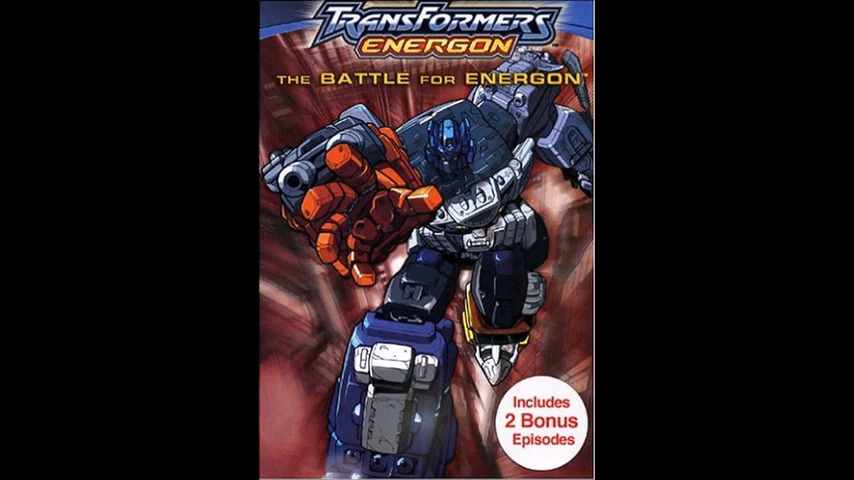 TRANSFORMERS
ENERGON
THE BATTLE FOR ENERGON
Includes
2 Bonus
Episodes